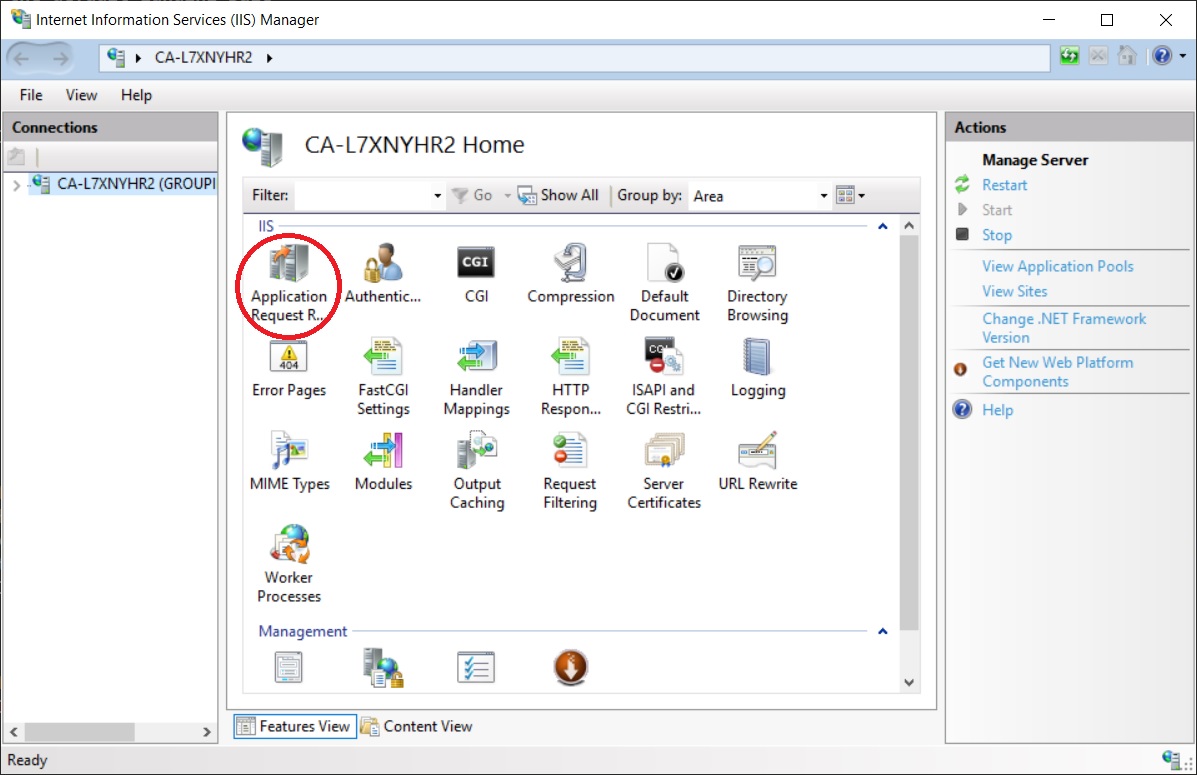 Internet Information Services (IIS) Manager
CA-L7XNYHR2
File View Help
Connections
CA-L7XNYHR2 (GROUPI
CA-L7XNYHR2 Home
Filter: Go Show All Group by: Area
IIS
Application Request R...
Authentic...
CGI
CGI
Compression
Default Document
Directory Browsing
404
Error Pages
FastCGI Settings
Handler Mappings
HTTP Respon...
CGI
ISAPI and CGI Restri...
Logging
MIME Types
Modules
Output Caching
Request Filtering
Server Certificates
URL Rewrite
Worker Processes
Management
Features View Content View
Actions
Manage Server
Restart
Start
Stop
View Application Pools
View Sites
Change .NET Framework
Version
Get New Web Platform
Components
Help
Ready